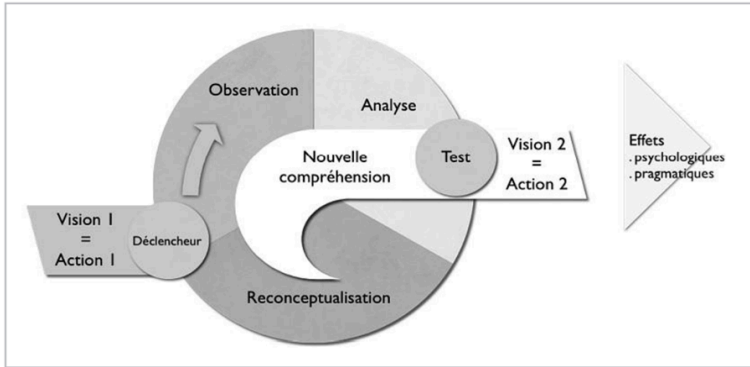 Observation
Analyse
Nouvelle
compréhension
Test
Vision 2
=
Action 2
Effets
. psychologiques
. pragmatiques
Vision 1
=
Action 1
Déclencheur
Reconceptualisation